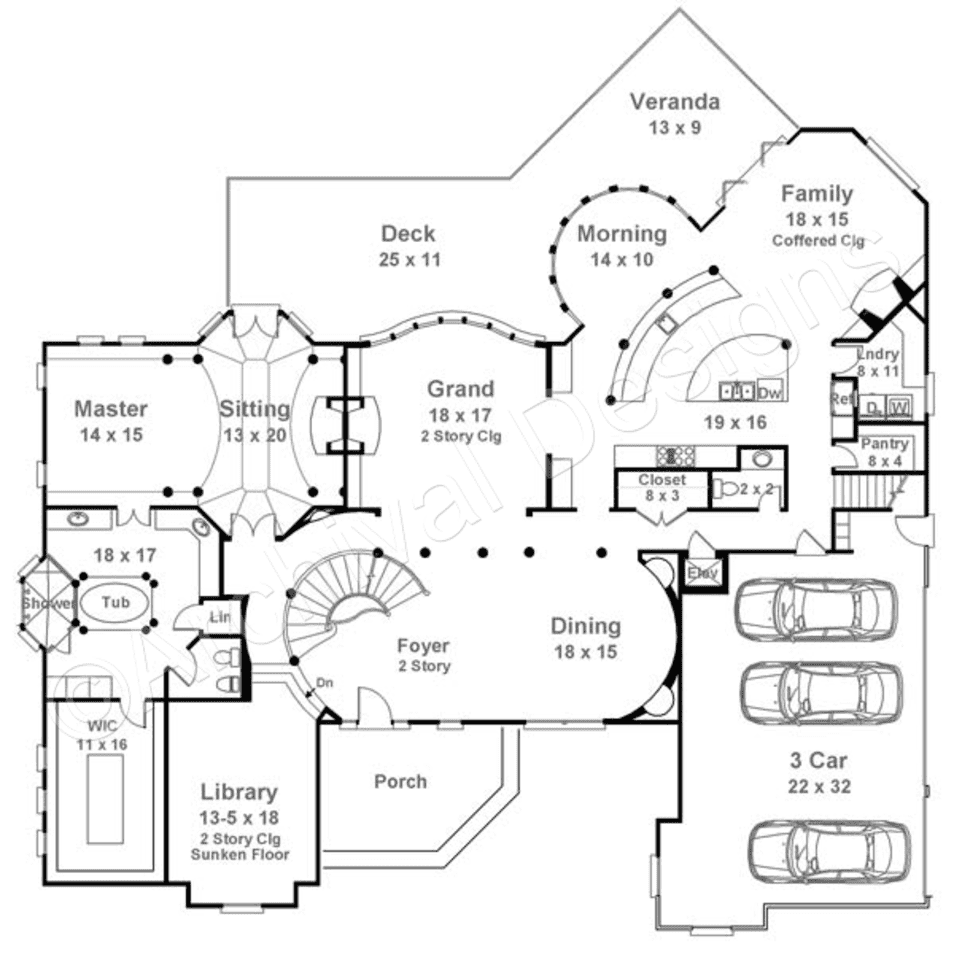 Veranda
13 x 9
Family
18 x 15
Coffered Clg
Deck
25 x 11
Morning
14 x 10
Lndry
8 x 11
D
W
Master
14 x 15
Sitting
13 x 20
Grand
18 x 17
2 Story Clg
Dw
Ref
19 x 16
Pantry
8 x 4
Closet
8 x 3
2 x 2
18 x 17
Shower
Tub
Lin
Elev
Foyer
2 Story
Dining
18 x 15
Dn
WIC
11 x 16
Library
13-5 x 18
2 Story Clg
Sunken Floor
Porch
3 Car
22 x 32
©Archival Designs